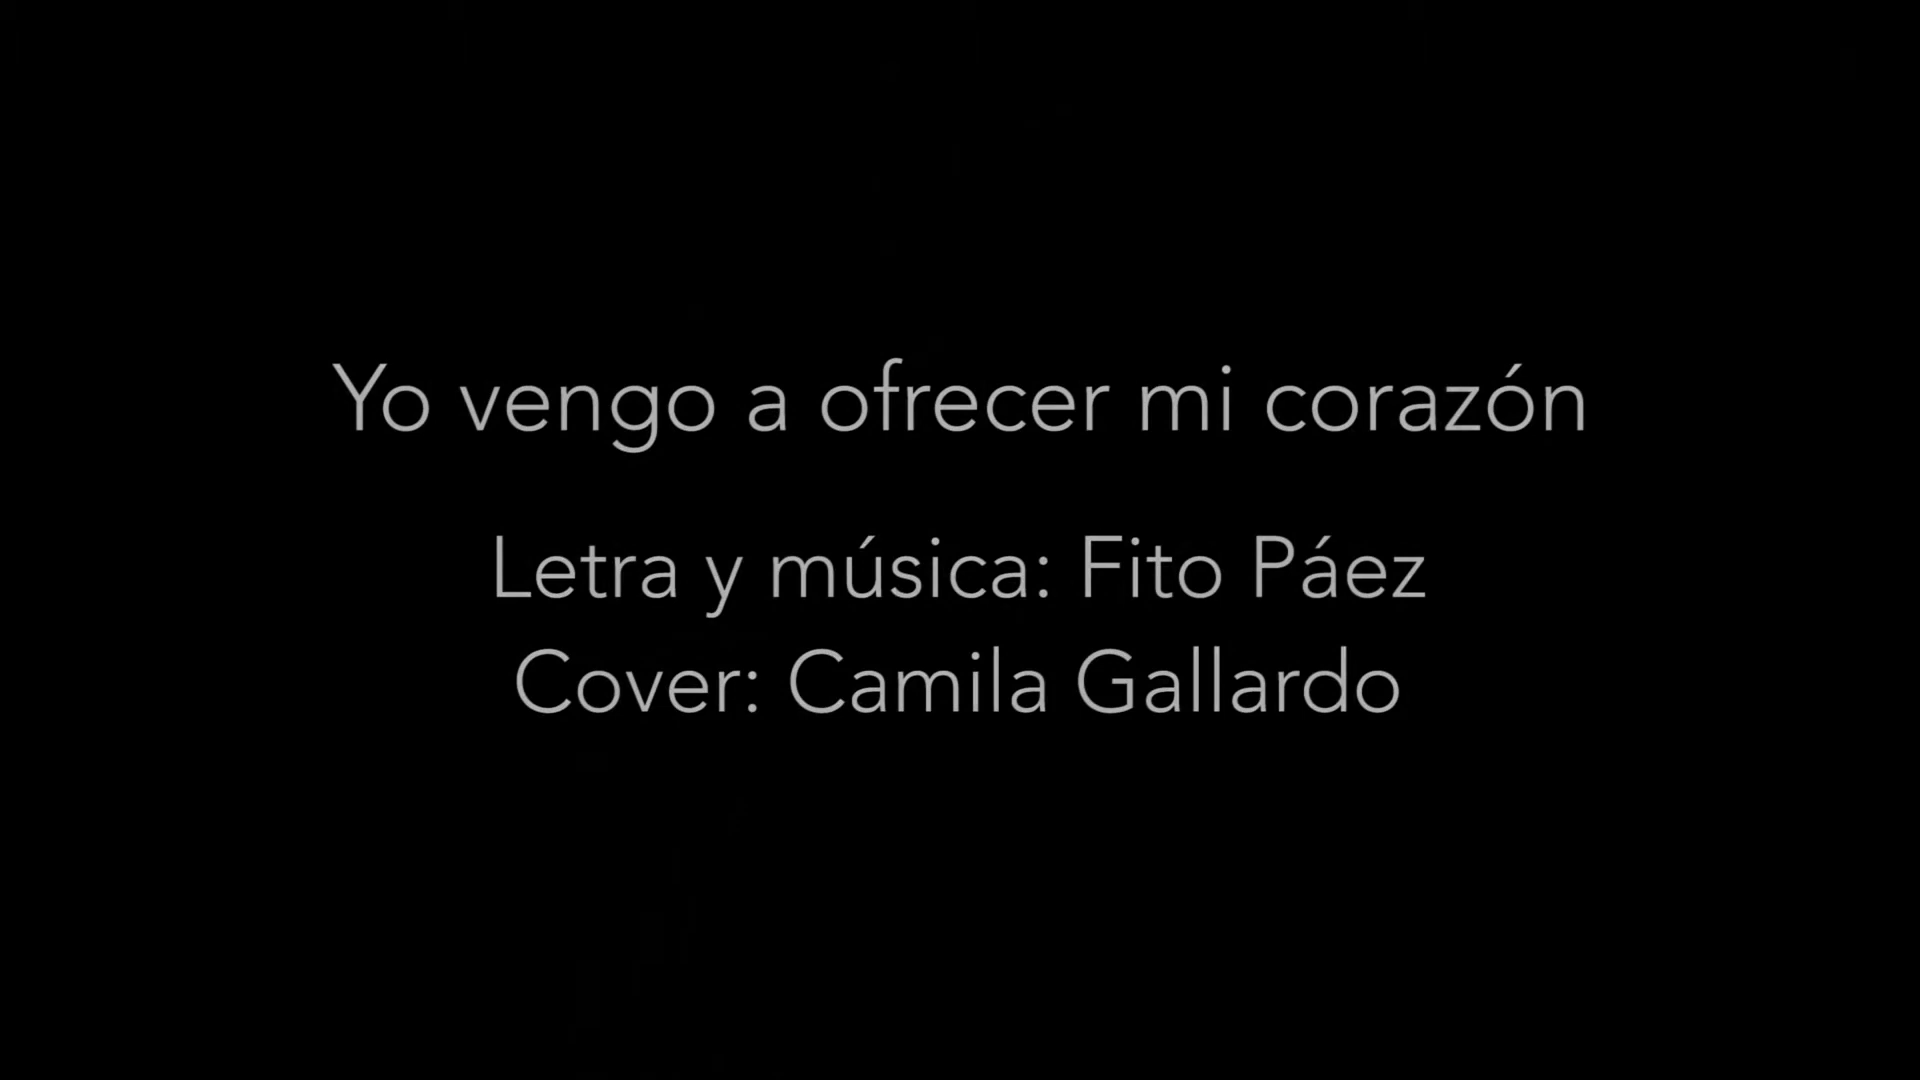 Yo vengo a ofrecer mi corazón
Letra y música: Fito Páez
Cover: Camila Gallardo